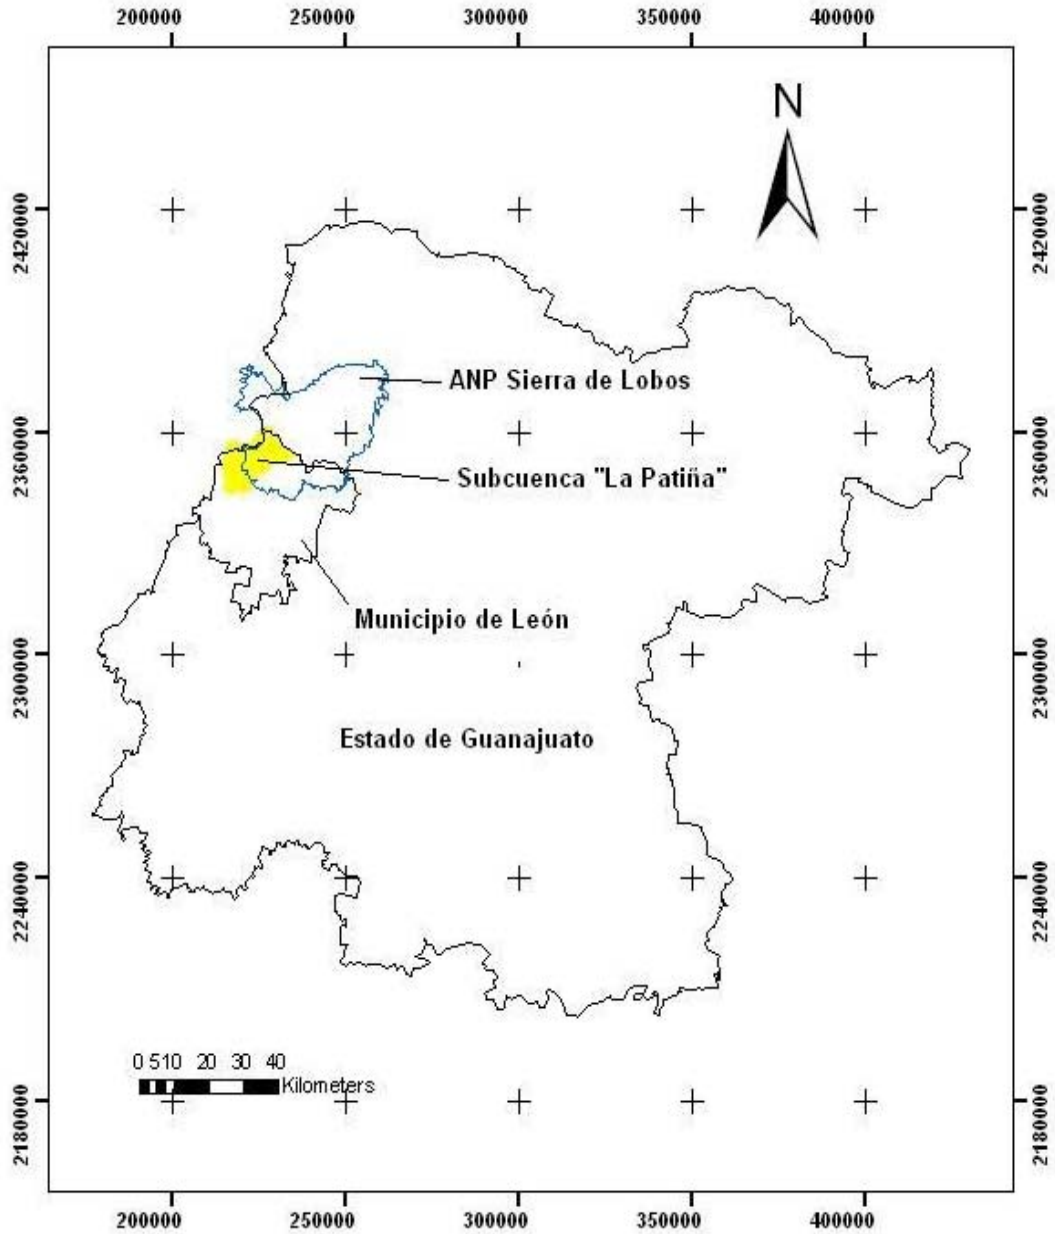 200000 250000 300000 350000 400000
N
2420000 2420000
ANP Sierra de Lobos
2360000 2360000
Subcuenca "La Patiña"
Municipio de León
2300000 2300000
Estado de Guanajuato
2240000 2240000
0 5 10 20 30 40
Kilometers
2180000 2180000
200000 250000 300000 350000 400000